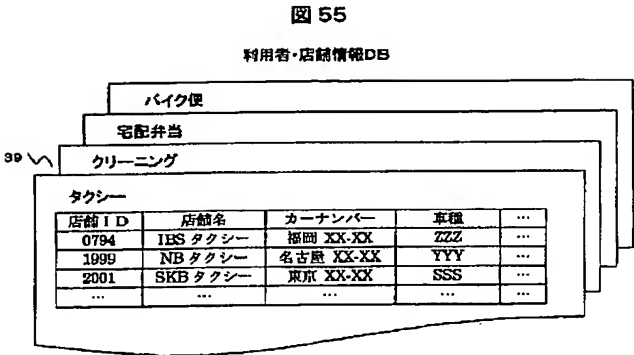 図 55
利用者・店舗情報DB
バイク便
宅配弁当
39
クリーニング
タクシー
店舗ID 店舗名 カーナンバー 車種 …
0794 IBS タクシー 福岡 XX-XX ZZZ …
1999 NB タクシー 名古屋 XX-XX YYY …
2001 SKB タクシー 東京 XX-XX SSS …
… … … … …